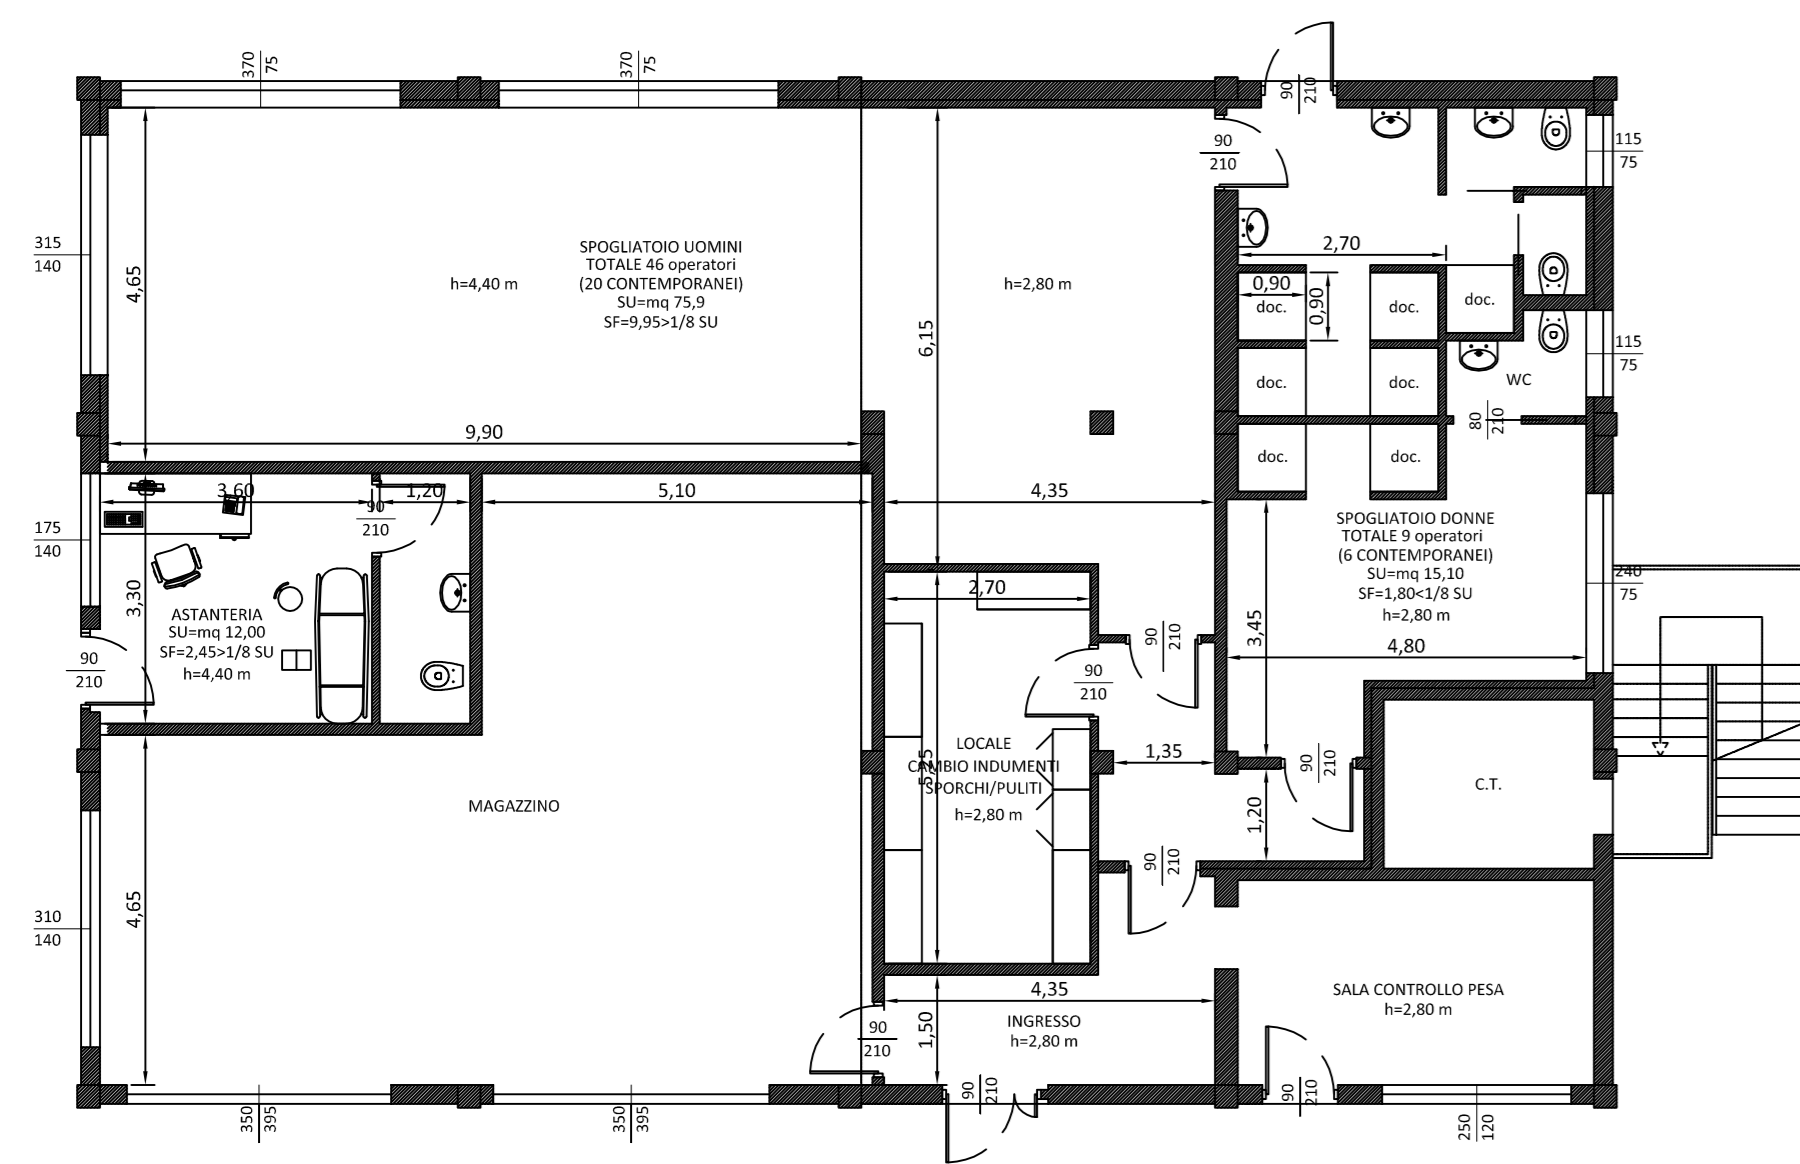 370
75
370
75
90
210
90
210
115
75
315
140
4,65
h=4,40 m
SPOGLIATOIO UOMINI
TOTALE 46 operatori
(20 CONTEMPORANEI)
SU=mq 75,9
SF=9,95>1/8 SU
h=2,80 m
6,15
2,70
0,90
0,90
doc.
doc.
doc.
115
75
doc.
doc.
WC
80
210
9,90
doc.
doc.
3,60
1,20
90
210
5,10
4,35
175
140
3,30
ASTANTERIA
SU=mq 12,00
SF=2,45>1/8 SU
h=4,40 m
90
210
SPOGLIATOIO DONNE
TOTALE 9 operatori
(6 CONTEMPORANEI)
SU=mq 15,10
SF=1,80<1/8 SU
h=2,80 m
240
75
2,70
3,45
4,80
90
210
90
210
LOCALE
CAMBIO INDUMENTI
SPORCHI/PULITI
h=2,80 m
1,35
90
210
1,20
C.T.
MAGAZZINO
90
210
310
140
4,65
4,35
SALA CONTROLLO PESA
h=2,80 m
INGRESSO
h=2,80 m
1,50
90
210
90
210
90
210
350
395
350
395
250
120